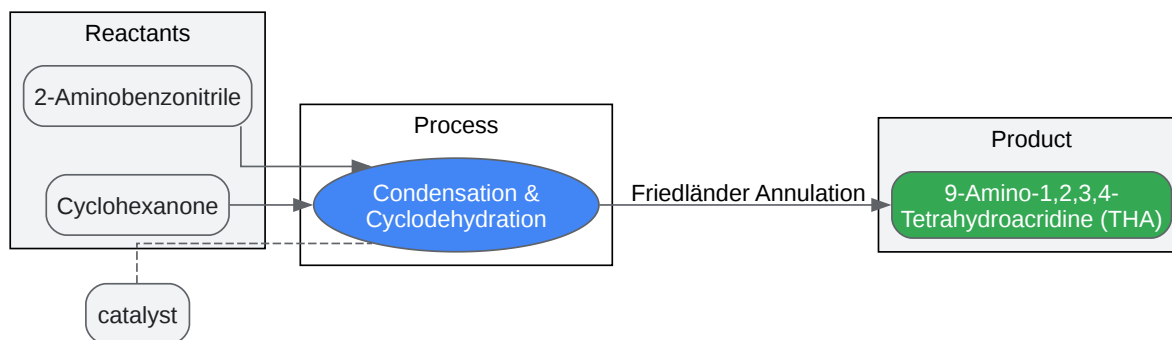 Reactants
2-Aminobenzonitrile
Cyclohexanone
catalyst
Process
Condensation &
Cyclodehydration
Friedländer Annulation
Product
9-Amino-1,2,3,4-
Tetrahydroacridine (THA)